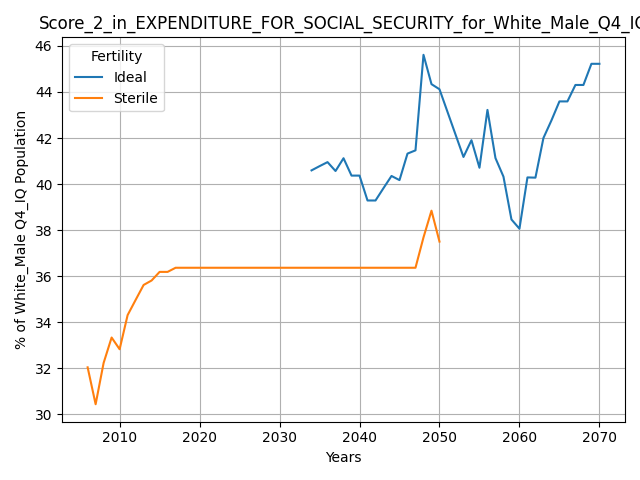 Score_2_in_EXPENDITURE_FOR_SOCIAL_SECURITY_for_White_Male_Q4_IQ
Fertility
Ideal
Sterile
% of White_Male Q4_IQ Population
46
44
42
40
38
36
34
32
30
2010 2020 2030 2040 2050 2060 2070
Years